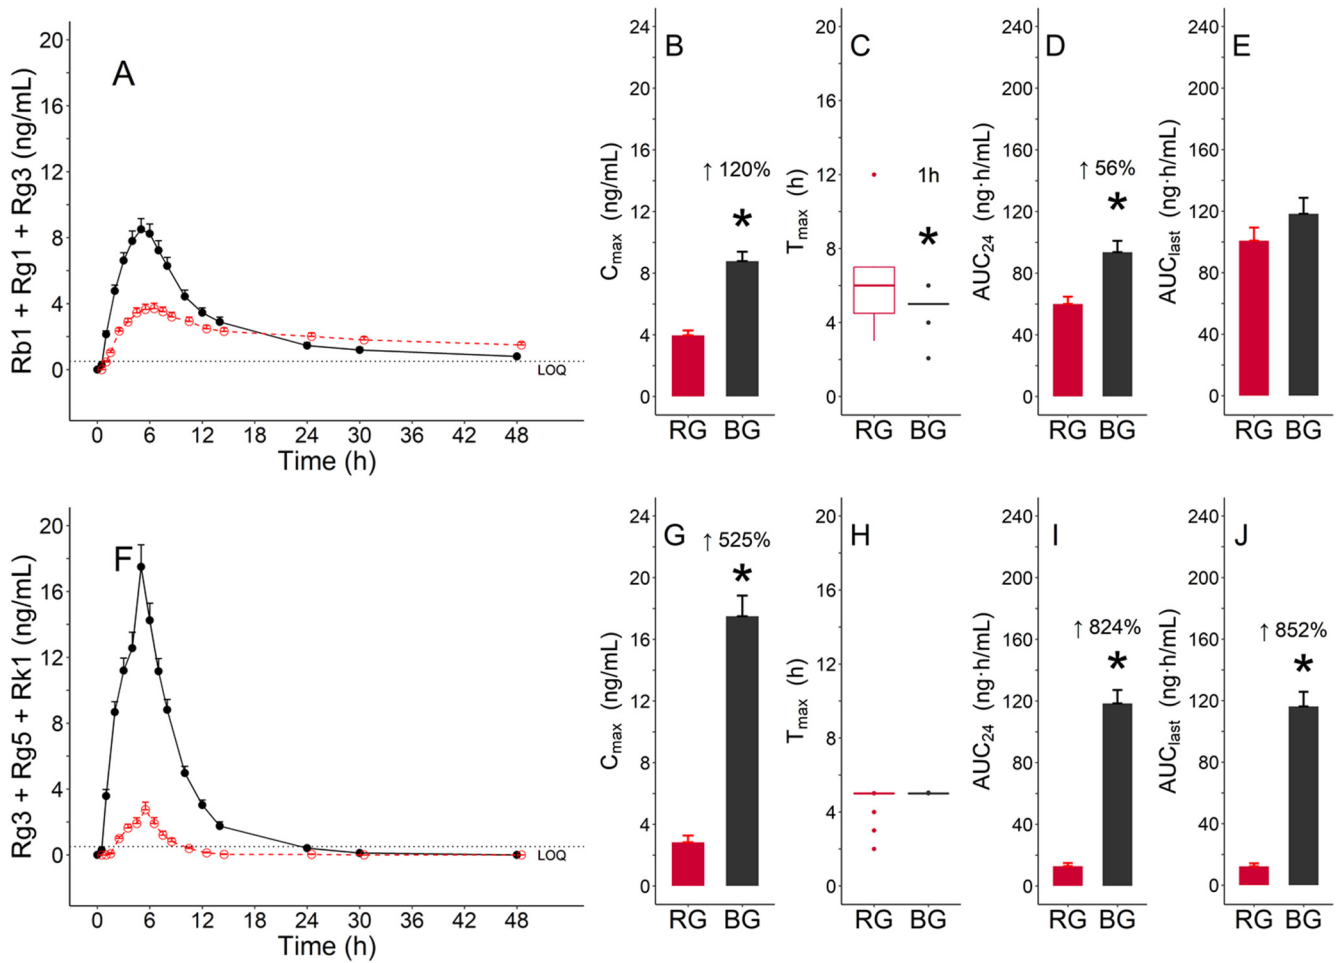 A
Rb1 + Rg1 + Rg3 (ng/mL)
20
16
12
8
4
0
LOQ
0 6 12 18 24 30 36 42 48
Time (h)
B
Cmax (ng/mL)
24
20
16
12
8
4
0
↑ 120%
*
RG BG
C
Tmax (h)
20
16
12
8
4
0
1h
*
RG BG
D
AUC24 (ng·h/mL)
240
200
160
120
80
40
0
↑ 56%
*
RG BG
E
AUClast (ng·h/mL)
240
200
160
120
80
40
0
RG BG
F
Rg3 + Rg5 + Rk1 (ng/mL)
20
16
12
8
4
0
LOQ
0 6 12 18 24 30 36 42 48
Time (h)
G
Cmax (ng/mL)
24
20
16
12
8
4
0
↑ 525%
*
RG BG
H
Tmax (h)
20
16
12
8
4
0
RG BG
I
AUC24 (ng·h/mL)
240
200
160
120
80
40
0
↑ 824%
*
RG BG
J
AUClast (ng·h/mL)
240
200
160
120
80
40
0
↑ 852%
*
RG BG